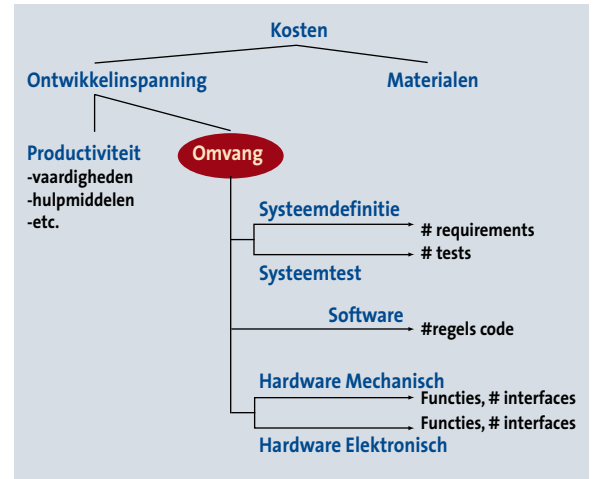 Kosten
Ontwikkelinspanning
Materialen
Productiviteit
-vaardigheden
-hulpmiddelen
-etc.
Omvang
Systeemdefinitie
# requirements
# tests
Systeemtest
Software
#regels code
Hardware Mechanisch
Functies, # interfaces
Functies, # interfaces
Hardware Elektronisch